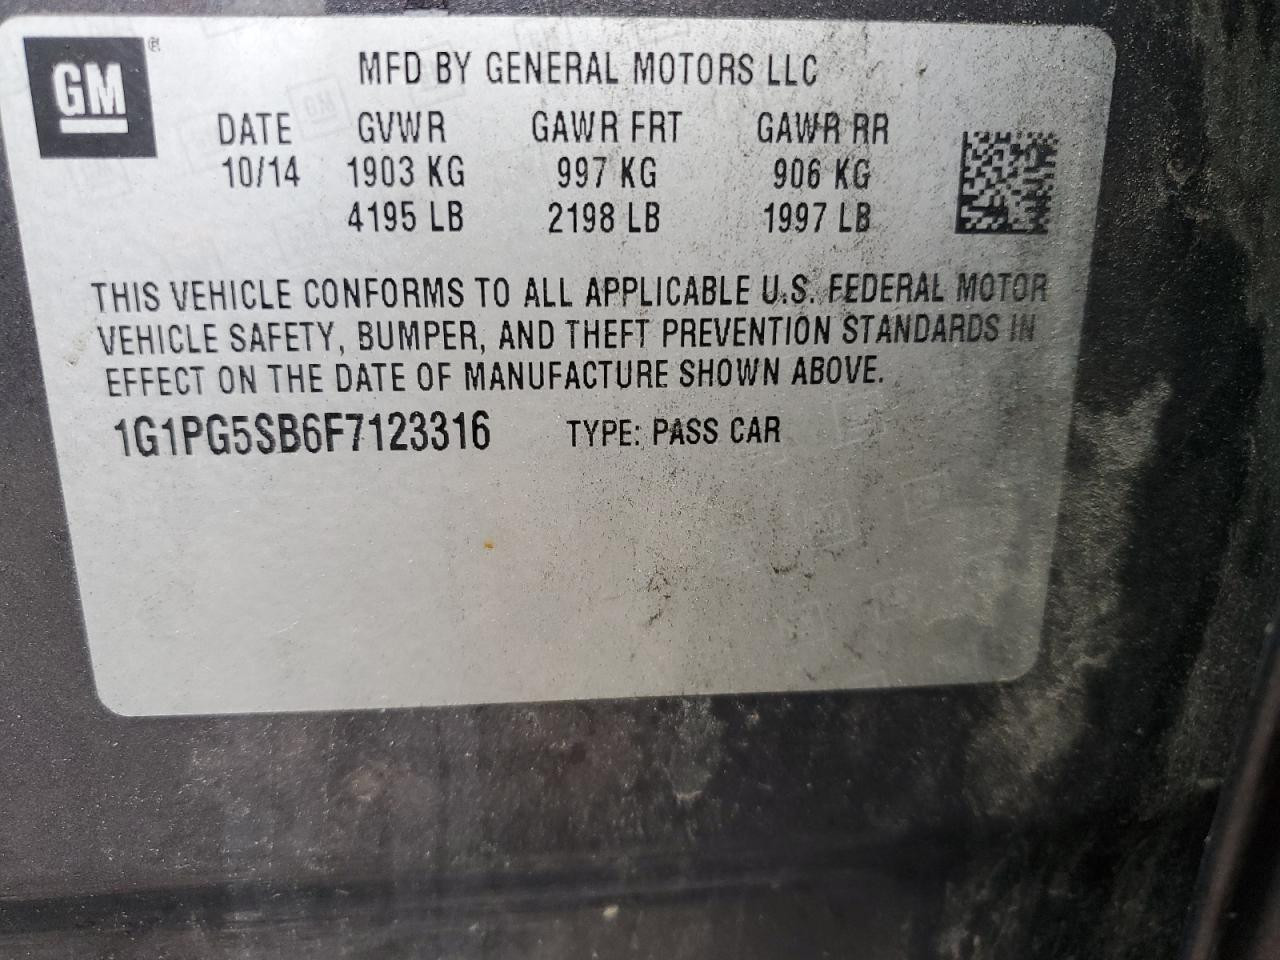 GM ®
MFD BY GENERAL MOTORS LLC
DATE GVWR GAWR FRT GAWR RR
10/14 1903 KG 997 KG 906 KG
4195 LB 2198 LB 1997 LB
THIS VEHICLE CONFORMS TO ALL APPLICABLE U.S. FEDERAL MOTOR
VEHICLE SAFETY, BUMPER, AND THEFT PREVENTION STANDARDS IN
EFFECT ON THE DATE OF MANUFACTURE SHOWN ABOVE.
1G1PG5SB6F7123316 TYPE: PASS CAR